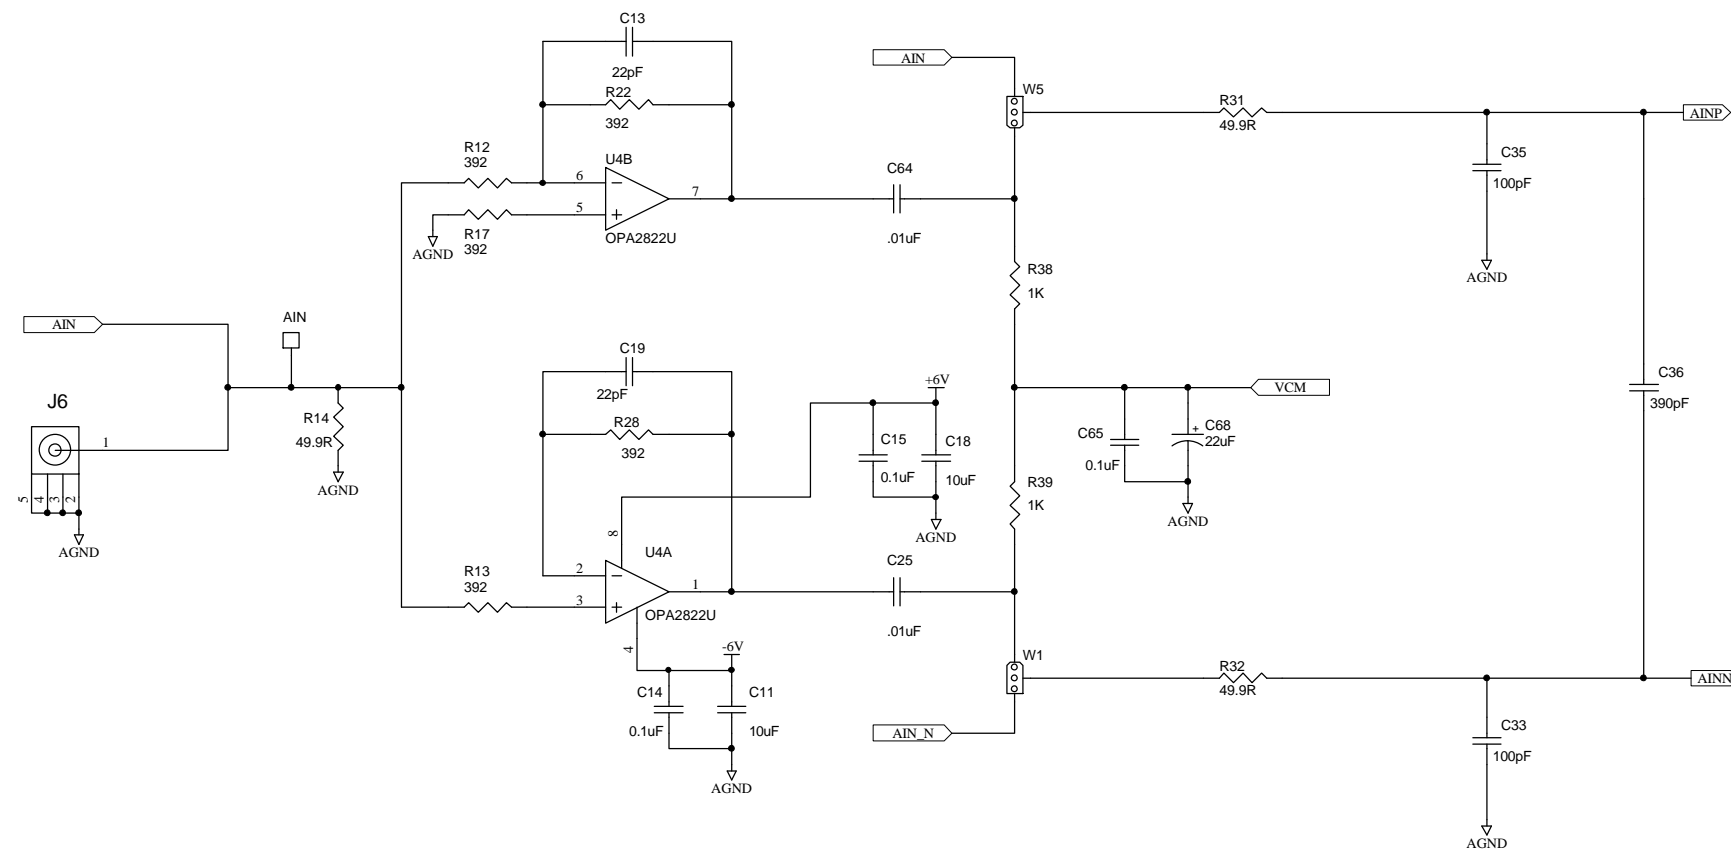 C13
22pF
R22
392
AIN
W5
R31
49.9R
AINP
R12
392
U4B
6
5
7
OPA2822U
R17
392
AGND
C64
.01uF
C35
100pF
AGND
R38
1K
AIN
AIN
J6
1
5
4
3
2
AGND
R14
49.9R
AGND
C19
22pF
R28
392
+6V
C15
0.1uF
C18
10uF
AGND
VCM
C65
0.1uF
C68
+
22uF
AGND
C36
390pF
R39
1K
8
U4A
2
3
1
4
OPA2822U
R13
392
C25
.01uF
-6V
C14
0.1uF
C11
10uF
AGND
W1
AIN_N
R32
49.9R
AINN
C33
100pF
AGND